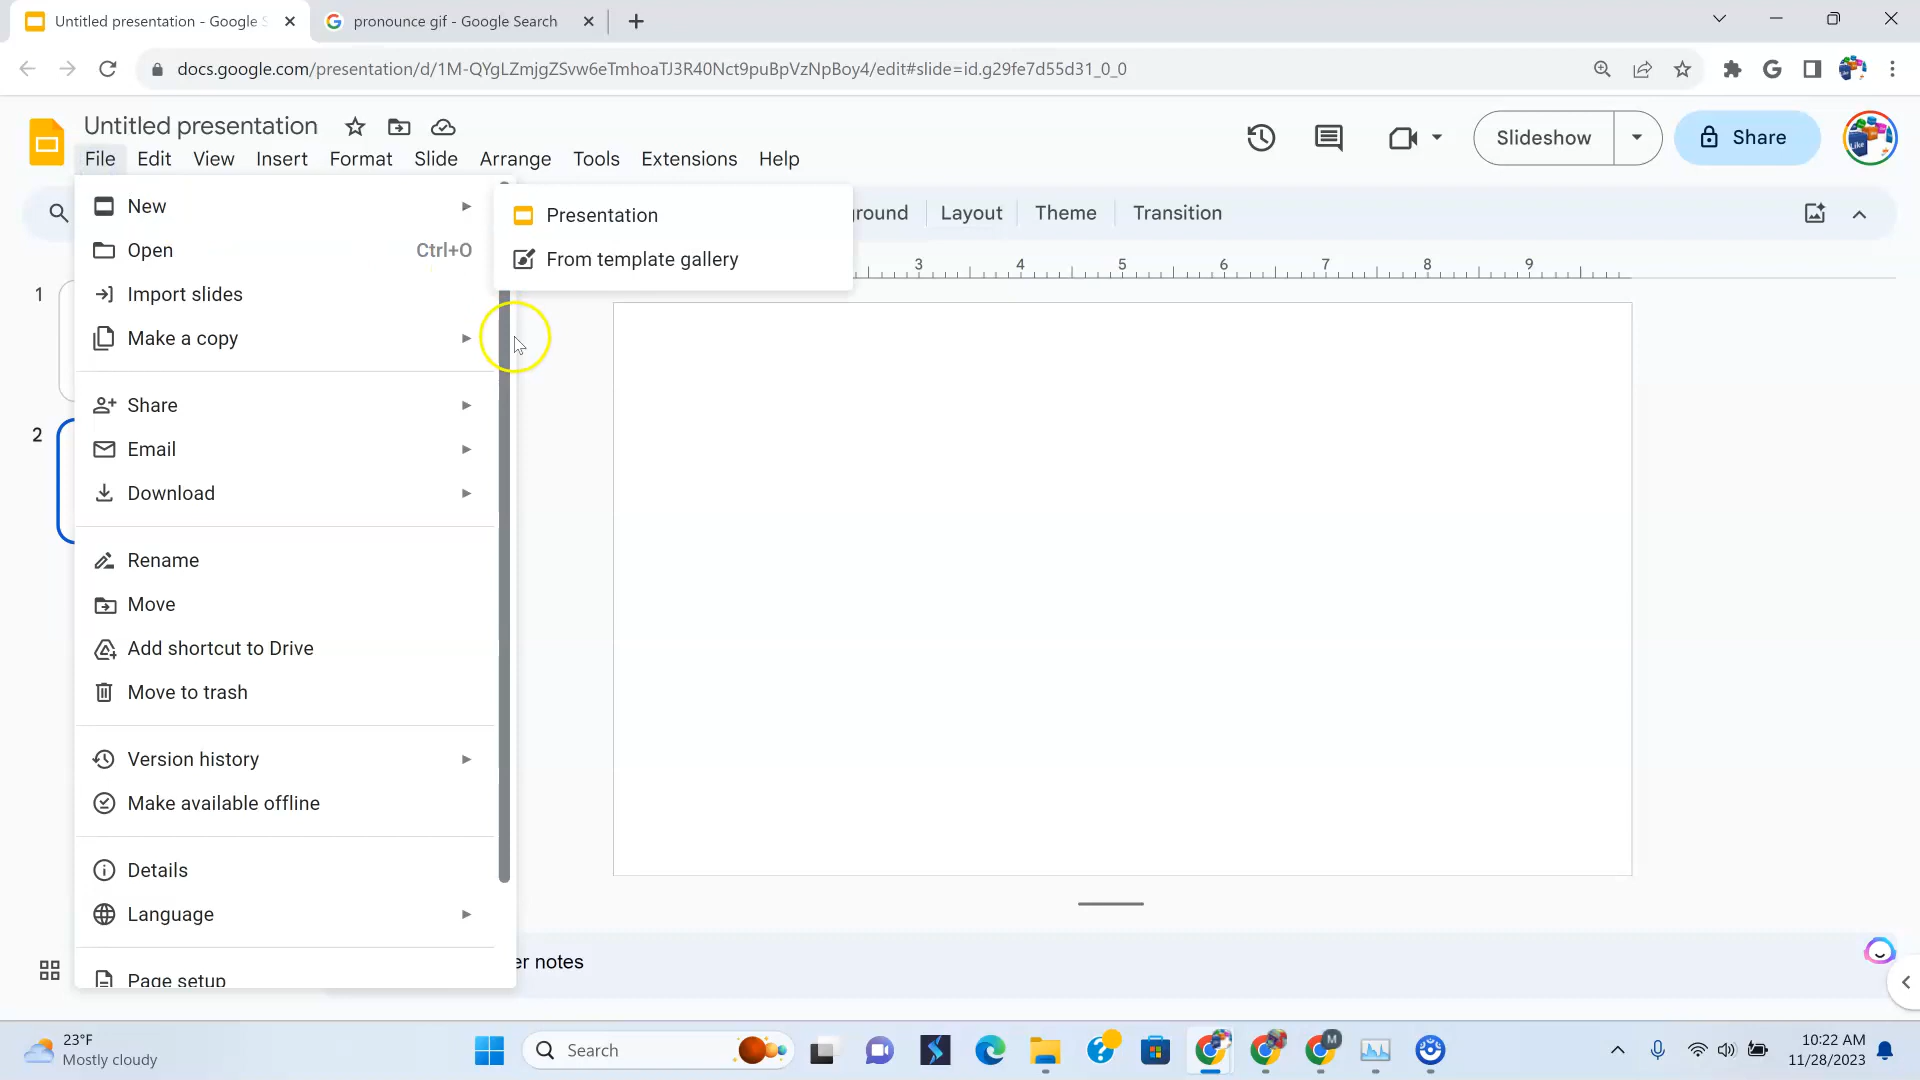 Untitled presentation - Google S
pronounce gif - Google Search
docs.google.com/presentation/d/1M-QYgLZmjgZSvw6eTmhoaTJ3R40Nct9puBpVzNpBoy4/edit#slide=id.g29fe7d55d31_0_0
Untitled presentation
File Edit View Insert Format Slide Arrange Tools Extensions Help
Slideshow
Share
New
Open Ctrl+O
Import slides
Make a copy
Share
Email
Download
Rename
Move
Add shortcut to Drive
Move to trash
Version history
Make available offline
Details
Language
Page setup
Presentation
From template gallery
round Layout Theme Transition
3 4 5 6 7 8 9
1
2
er notes
23°F
Mostly cloudy
Search
M
10:22 AM
11/28/2023